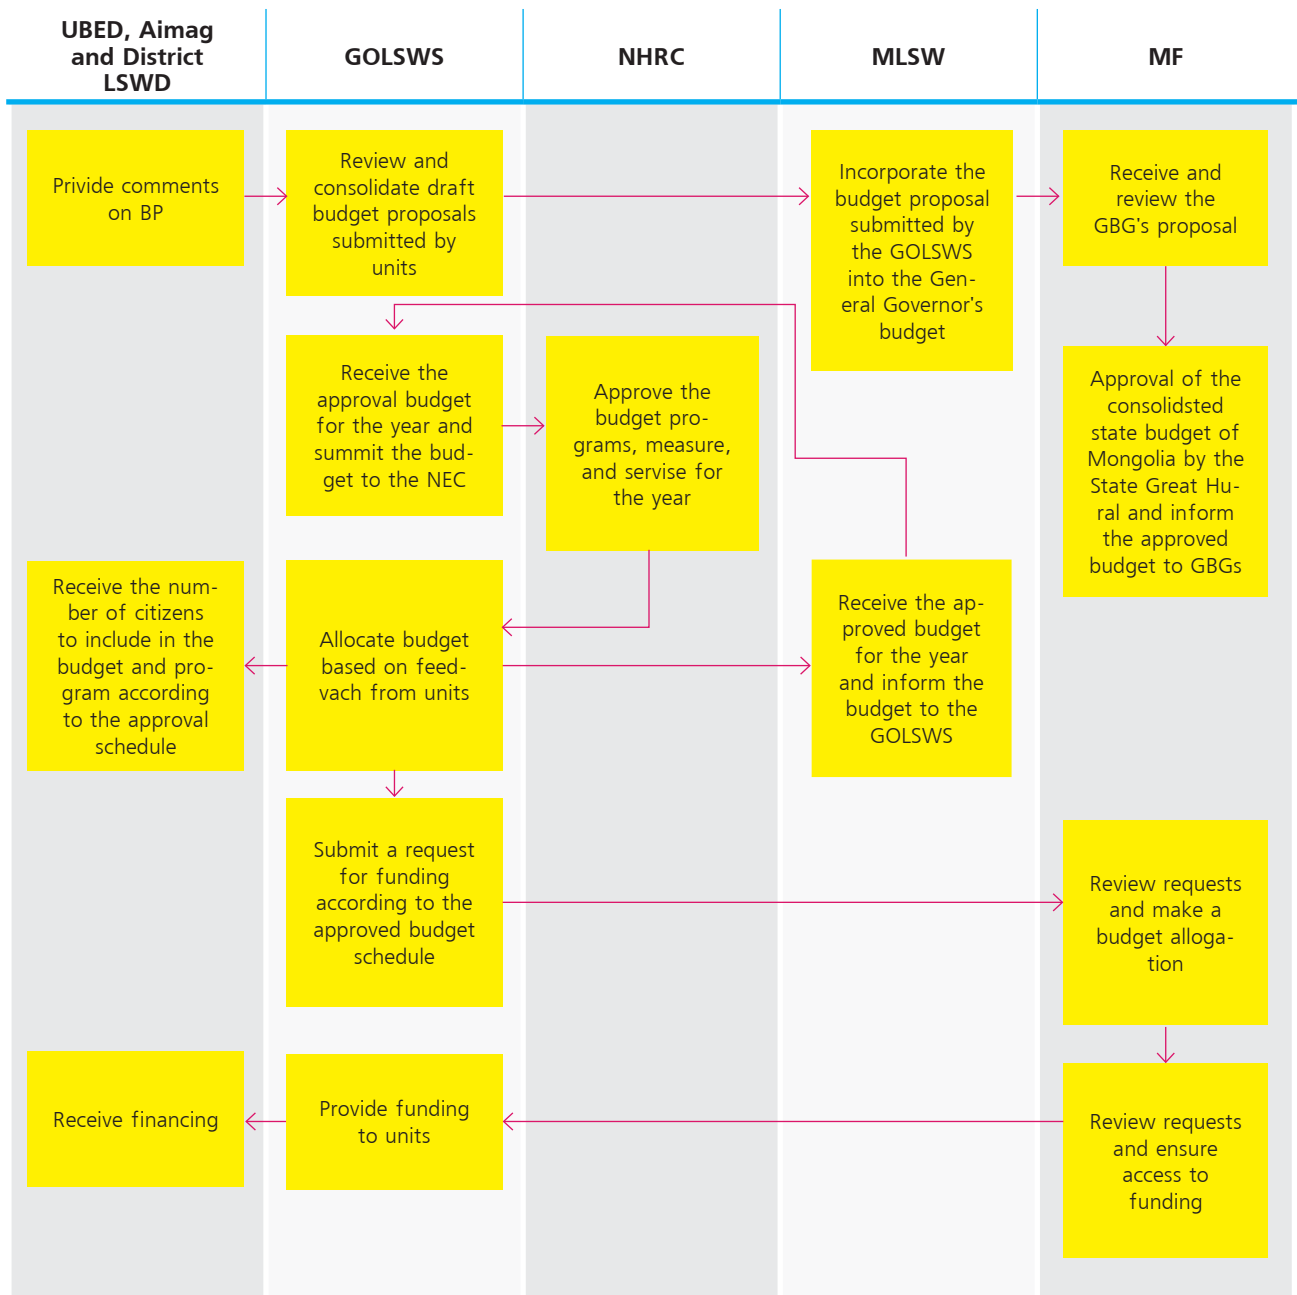 UBED, Aimag
and District
LSWD
GOLSWS
NHRC
MLSW
MF
Privide comments
on BP
Review and
consolidate draft
budget proposals
submitted by
units
Incorporate the
budget proposal
submitted by
the GOLSWS
into the Gen-
eral Governor's
budget
Receive and
review the
GBG's proposal
Receive the
approval budget
for the year and
summit the bud-
get to the NEC
Approve the
budget pro-
grams, measure,
and servise for
the year
Approval of the
consolidsted
state budget of
Mongolia by the
State Great Hu-
ral and inform
the approved
budget to GBGs
Receive the num-
ber of citizens
to include in the
budget and pro-
gram according
to the approval
schedule
Allocate budget
based on feed-
vach from units
Receive the ap-
proved budget
for the year
and inform the
budget to the
GOLSWS
Submit a request
for funding
according to the
approved budget
schedule
Review requests
and make a
budget alloga-
tion
Receive financing
Provide funding
to units
Review requests
and ensure
access to
funding